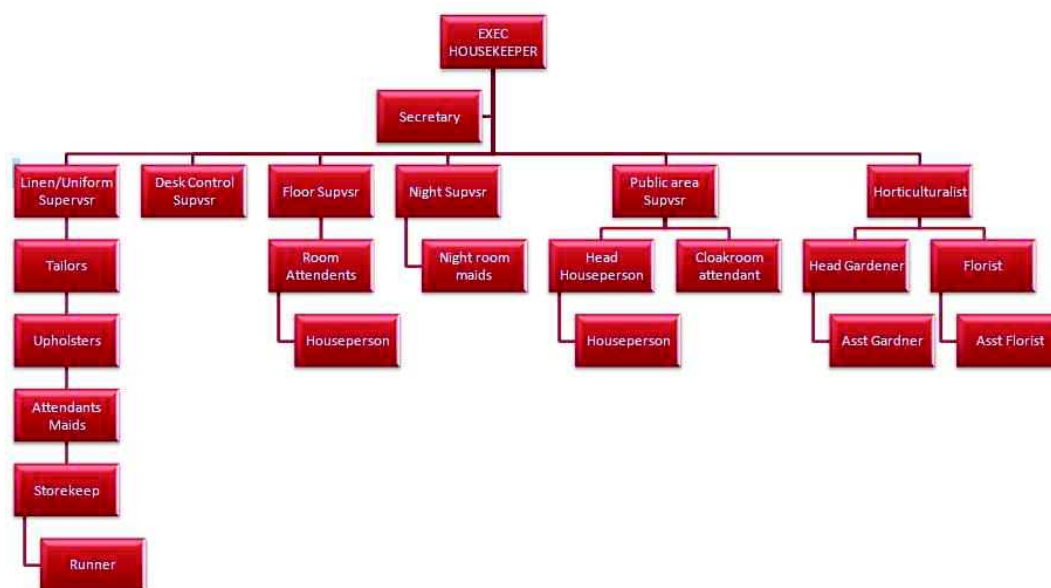 EXEC
HOUSEKEEPER
Secretary
Linen/Uniform
Supervsr
Desk Control
Supvsr
Floor Supvsr
Night Supvsr
Public area
Supvsr
Horticulturalist
Tailors
Room
Attendents
Night room
maids
Head
Houseperson
Cloakroom
attendant
Head Gardener
Florist
Upholsters
Houseperson
Houseperson
Asst Gardner
Asst Florist
Attendants
Maids
Storekeep
Runner